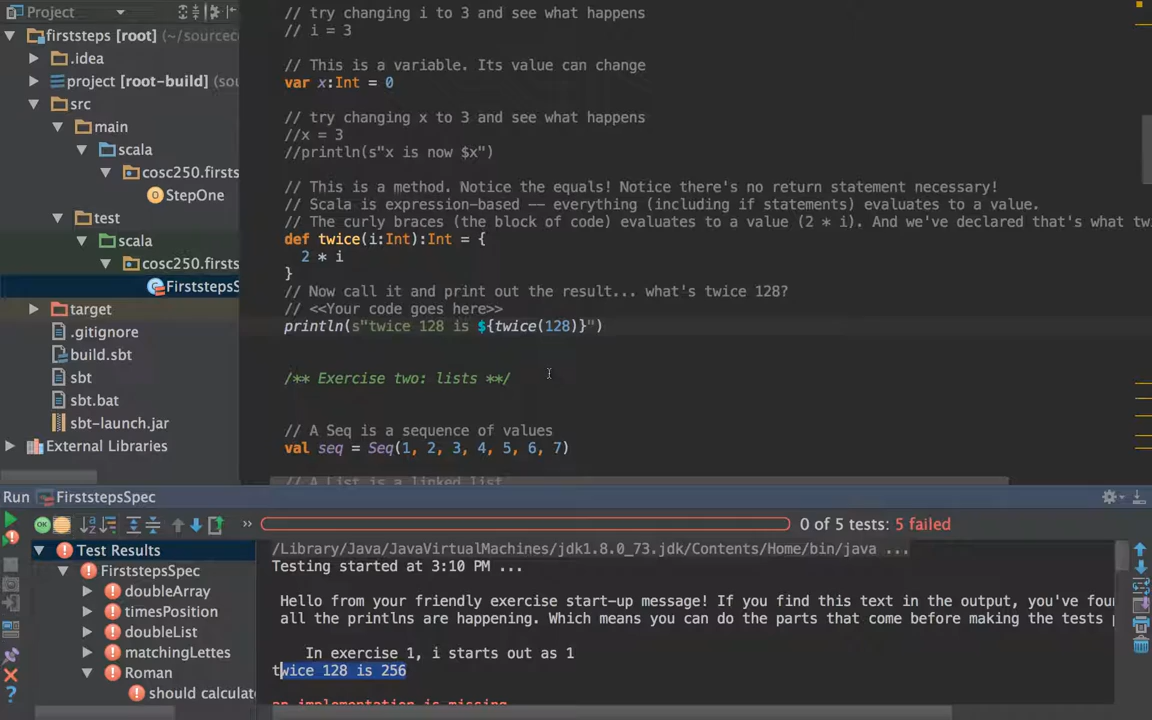 Project
firststeps [root] (~/sourcec
.idea
project [root-build] (sou
src
main
scala
cosc250.firsts
StepOne
test
scala
cosc250.firsts
FirststepsS
target
.gitignore
build.sbt
sbt
sbt.bat
sbt-launch.jar
External Libraries
// try changing i to 3 and see what happens
// i = 3
// This is a variable. Its value can change
var x:Int = 0
// try changing x to 3 and see what happens
//x = 3
//println(s"x is now $x")
// This is a method. Notice the equals! Notice there's no return statement necessary!
// Scala is expression-based -- everything (including if statements) evaluates to a value.
// The curly braces (the block of code) evaluates to a value (2 * i). And we've declared that's what tw
def twice(i:Int):Int = {
2 * i
}
// Now call it and print out the result... what's twice 128?
// <<Your code goes here>>
println(s"twice 128 is ${twice(128)}")
/** Exercise two: lists **/
// A Seq is a sequence of values
val seq = Seq(1, 2, 3, 4, 5, 6, 7)
// A List is a linked list
Run FirststepsSpec
0 of 5 tests: 5 failed
Test Results
FirststepsSpec
doubleArray
timesPosition
doubleList
matchingLettes
Roman
should calculat
/Library/Java/JavaVirtualMachines/jdk1.8.0_73.jdk/Contents/Home/bin/java ...
Testing started at 3:10 PM ...
Hello from your friendly exercise start-up message! If you find this text in the output, you've foun
all the printlns are happening. Which means you can do the parts that come before making the tests p
In exercise 1, i starts out as 1
twice 128 is 256
an implementation is missing